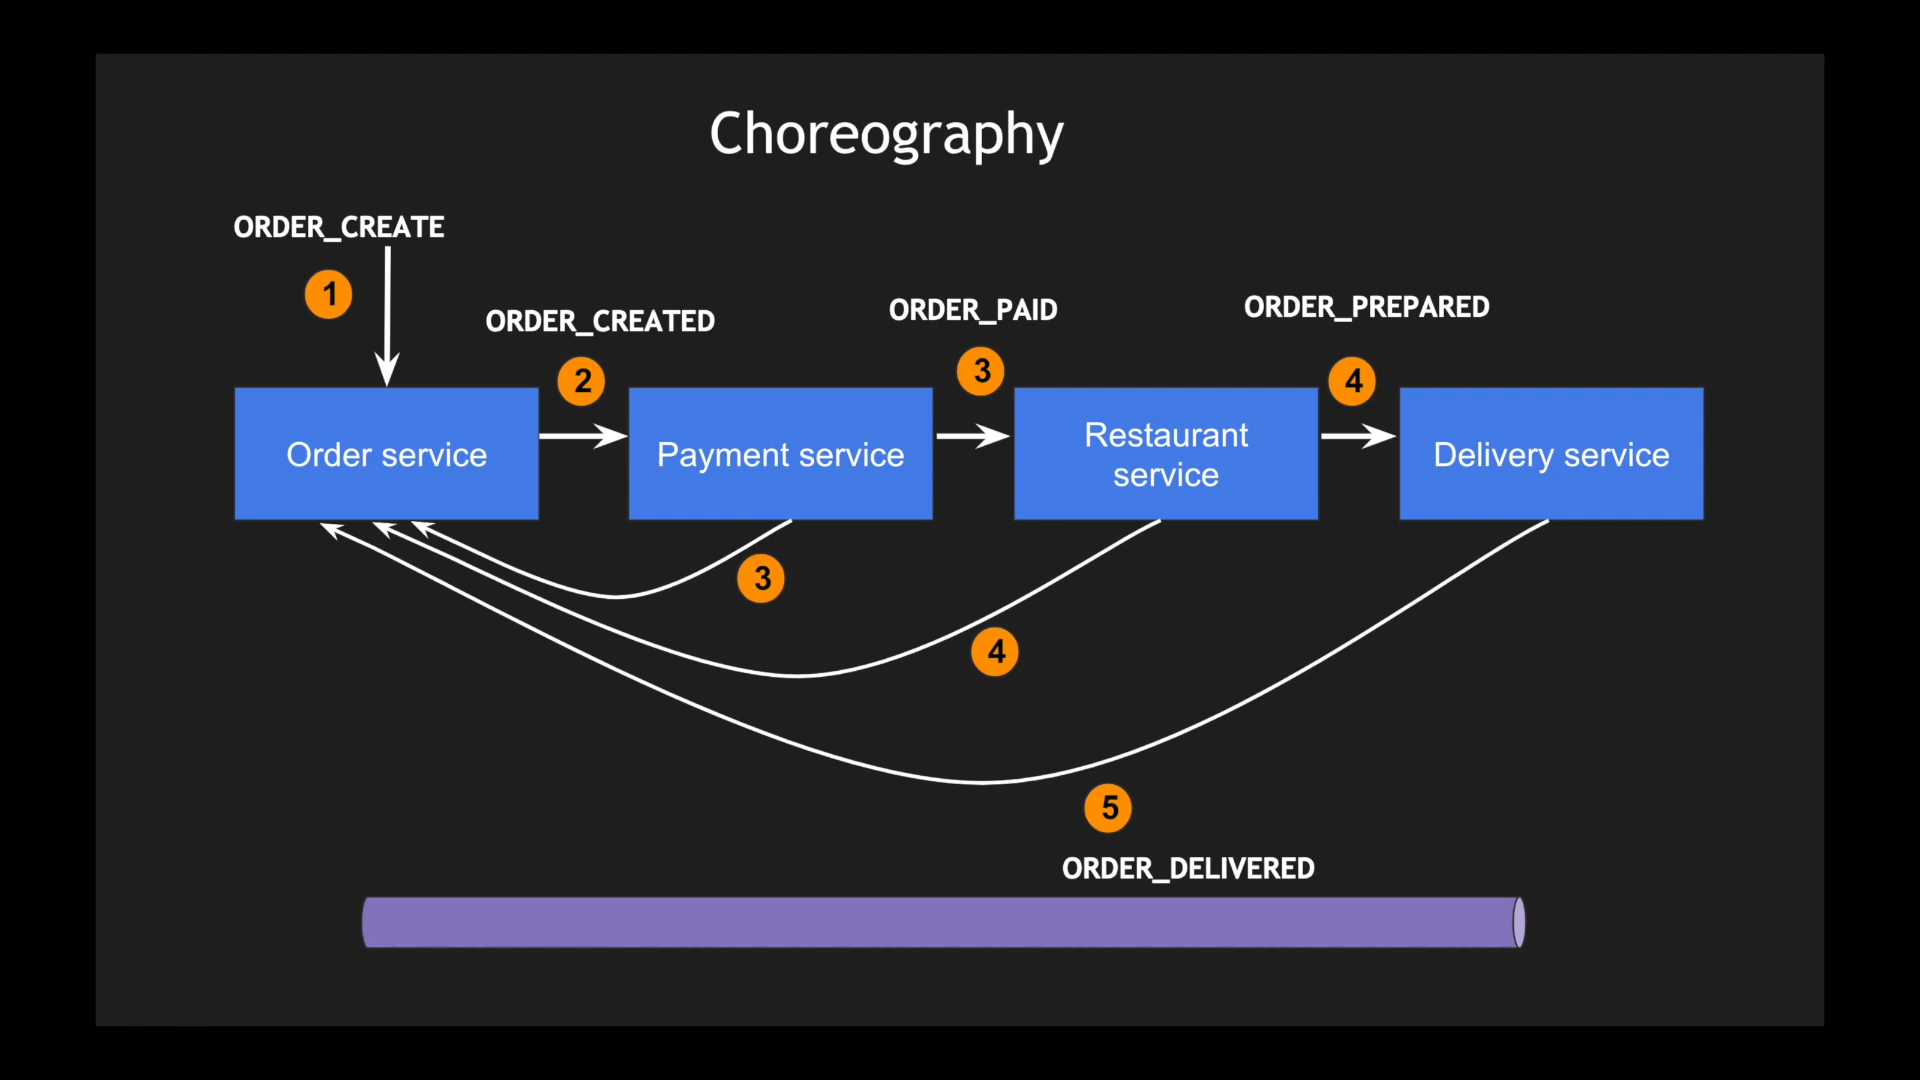 Choreography
ORDER_CREATE
1
ORDER_CREATED
2
ORDER_PAID
3
ORDER_PREPARED
4
Order service
Payment service
Restaurant
service
Delivery service
3
4
5
ORDER_DELIVERED